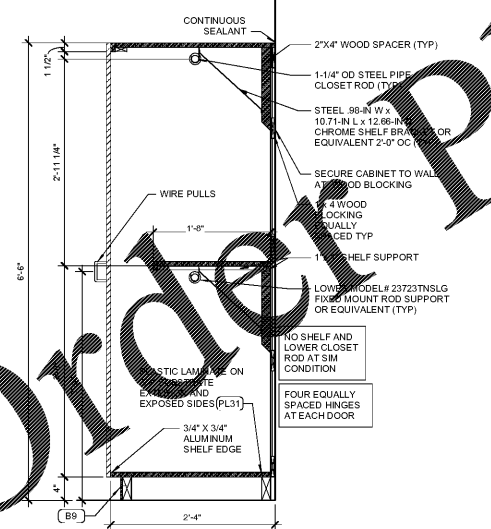 CONTINUOUS
SEALANT
2"X4" WOOD SPACER (TYP)
1 1/2"
1-1/4" OD STEEL PIPE
CLOSET ROD (TYP)
STEEL .98-IN W x
10.71-IN L x 12.66-IN
CHROME SHELF BRACKET OR
EQUIVALENT 2'-0" OC
2'-11 1/4"
SECURE CABINET TO WALL
AT WOOD BLOCKING
WIRE PULLS
x 4 WOOD
BLOCKING
EQUALLY
SPACED TYP
1'-8"
SHELF SUPPORT
6'-6"
LOWES MODEL# 23723TNSLG
FIXED MOUNT ROD SUPPORT
OR EQUIVALENT (TYP)
NO SHELF AND
LOWER CLOSET
ROD AT SIM
CONDITION
PLASTIC LAMINATE ON
SUBSTRATE
AND
EXPOSED SIDES PL31
FOUR EQUALLY
SPACED HINGES
AT EACH DOOR
3/4" X 3/4"
ALUMINUM
SHELF EDGE
4"
B9
2'-4"
Order